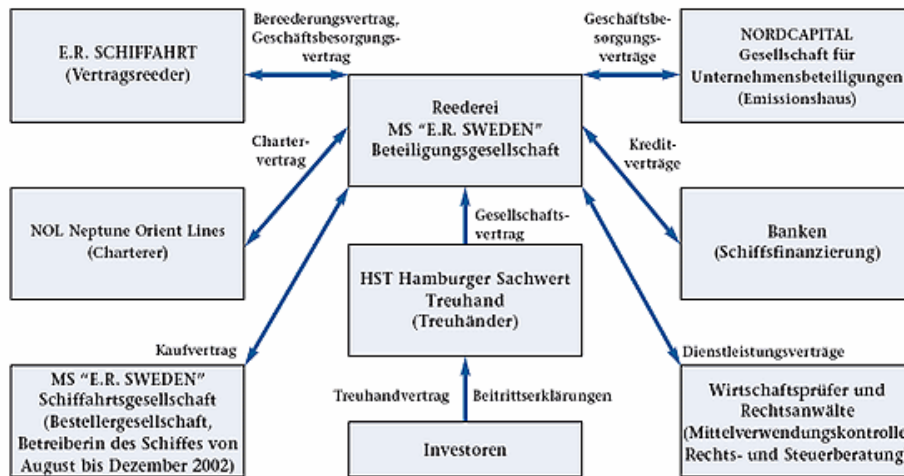 Bereederungsvertrag,
Geschäftsbesorgungs-
vertrag
Geschäftsbe-
sorgungs-
verträge
E.R. SCHIFFAHRT
(Vertragsreeder)
NORDCAPITAL
Gesellschaft für
Unternehmensbeteiligungen
(Emissionshaus)
Reederei
MS "E.R. SWEDEN"
Beteiligungsgesellschaft
Charter-
vertrag
Kredit-
verträge
NOL Neptune Orient Lines
(Charterer)
Gesellschafts-
vertrag
Banken
(Schiffsfinanzierung)
HST Hamburger Sachwert
Treuhand
(Treuhänder)
Kaufvertrag
Dienstleistungsverträge
MS "E.R. SWEDEN"
Schiffahrtsgesellschaft
(Bestellergesellschaft,
Betreiberin des Schiffes von
August bis Dezember 2002)
Treuhandvertrag
Beitrittserklärungen
Investoren
Wirtschaftsprüfer und
Rechtsanwälte
(Mittelverwendungskontrolle
Rechts- und Steuerberatung)